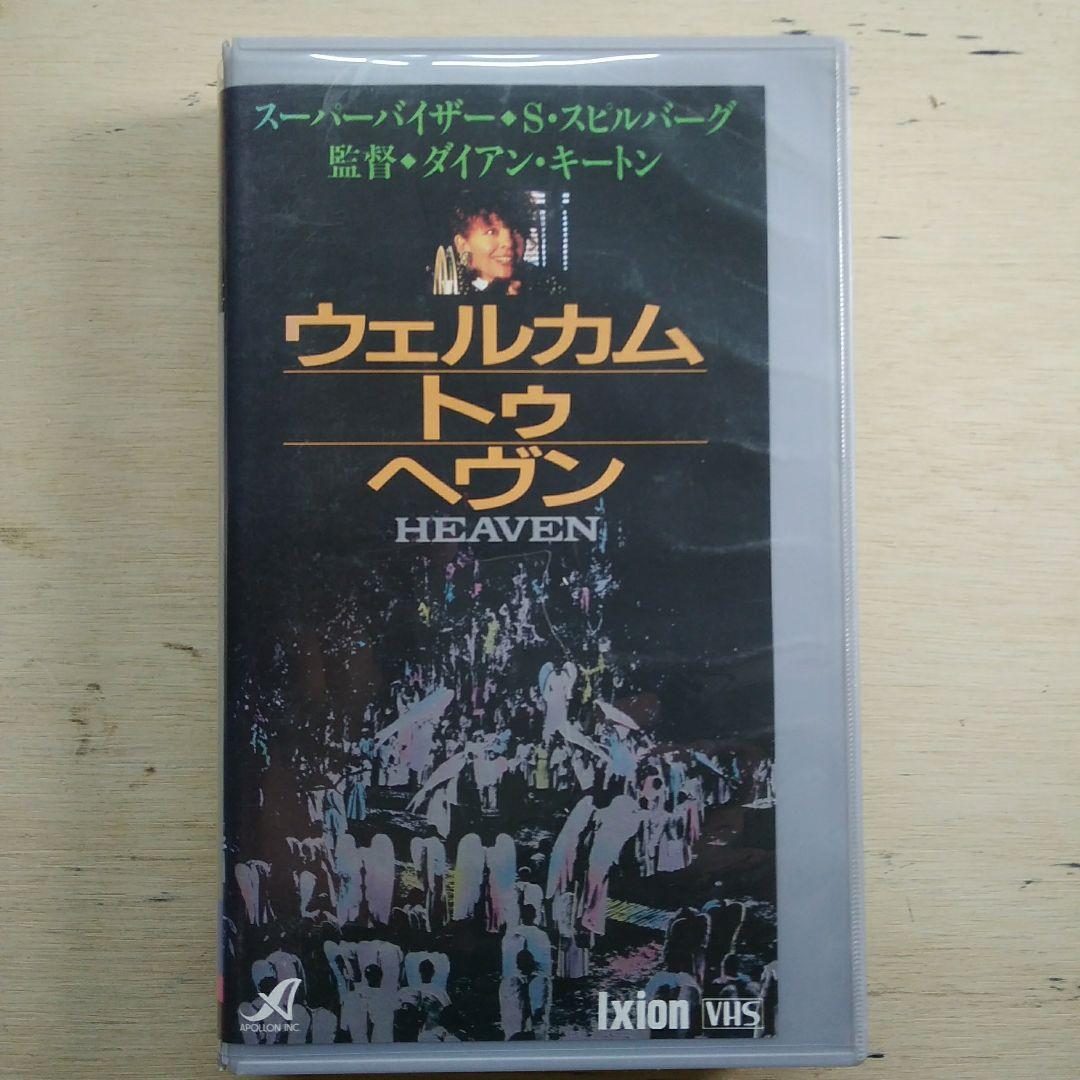 スーパーバイザー◆S・スピルバーグ
監督◆ダイアン・キートン
ウェルカム
トゥ
ヘヴン
HEAVEN
APOLLON INC.
Ixion VHS